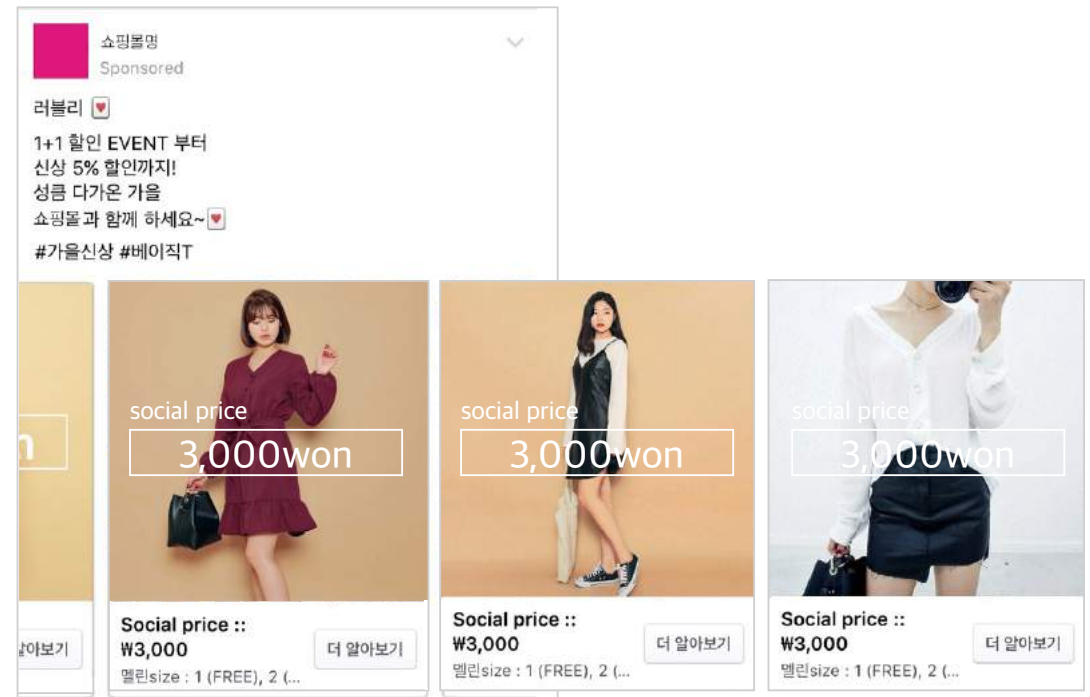 쇼핑몰명
Sponsored
러블리
1+1 할인 EVENT 부터
신상 5% 할인까지!
성큼 다가온 가을
쇼핑몰과 함께 하세요~
#가을신상 #베이직T
social price
3,000won
social price
3,000won
social price
3,000won
알아보기
Social price ::
₩3,000
더 알아보기
멜린size : 1 (FREE), 2 (...
Social price ::
₩3,000
더 알아보기
멜린size : 1 (FREE), 2 (...
Social price ::
₩3,000
더 알아보기
멜린size : 1 (FREE), 2 (...